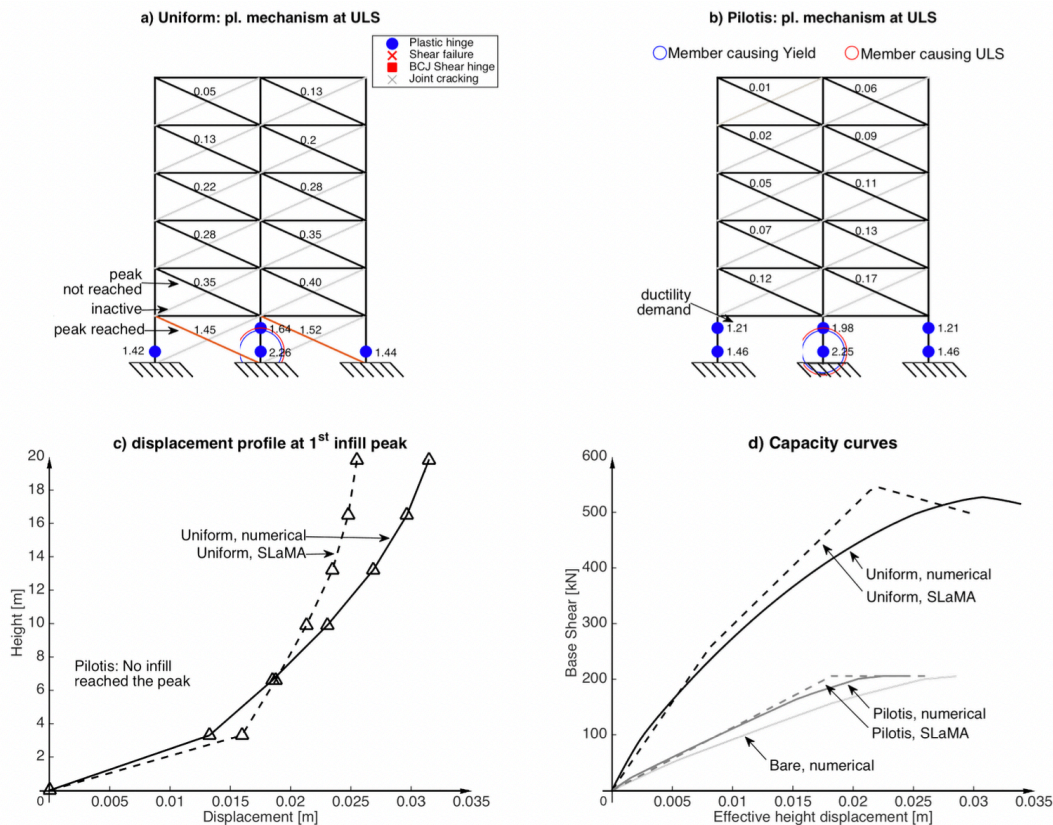 a) Uniform: pl. mechanism at ULS
Plastic hinge
Shear failure
BCJ Shear hinge
Joint cracking
0.05
0.13
0.13
0.2
0.22
0.28
0.28
0.35
peak
not reached
0.35
0.40
inactive
peak reached
1.45
1.64
1.52
1.42
2.26
1.44
b) Pilotis: pl. mechanism at ULS
Member causing Yield
Member causing ULS
0.01
0.06
0.02
0.09
0.05
0.11
0.07
0.13
0.12
0.17
ductility
demand
1.21
1.98
1.21
1.46
2.25
1.46
c) displacement profile at 1st infill peak
20
18
16
14
12
10
8
6
4
2
0
Height [m]
Uniform, numerical
Uniform, SLaMA
Pilotis: No infill
reached the peak
0.005
0.01
0.015
0.02
0.025
0.03
0.035
Displacement [m]
d) Capacity curves
600
500
400
300
200
100
0
Base Shear [kN]
Uniform, numerical
Uniform, SLaMA
Pilotis, numerical
Pilotis, SLaMA
Bare, numerical
0.005
0.01
0.015
0.02
0.025
0.03
0.035
Effective height displacement [m]